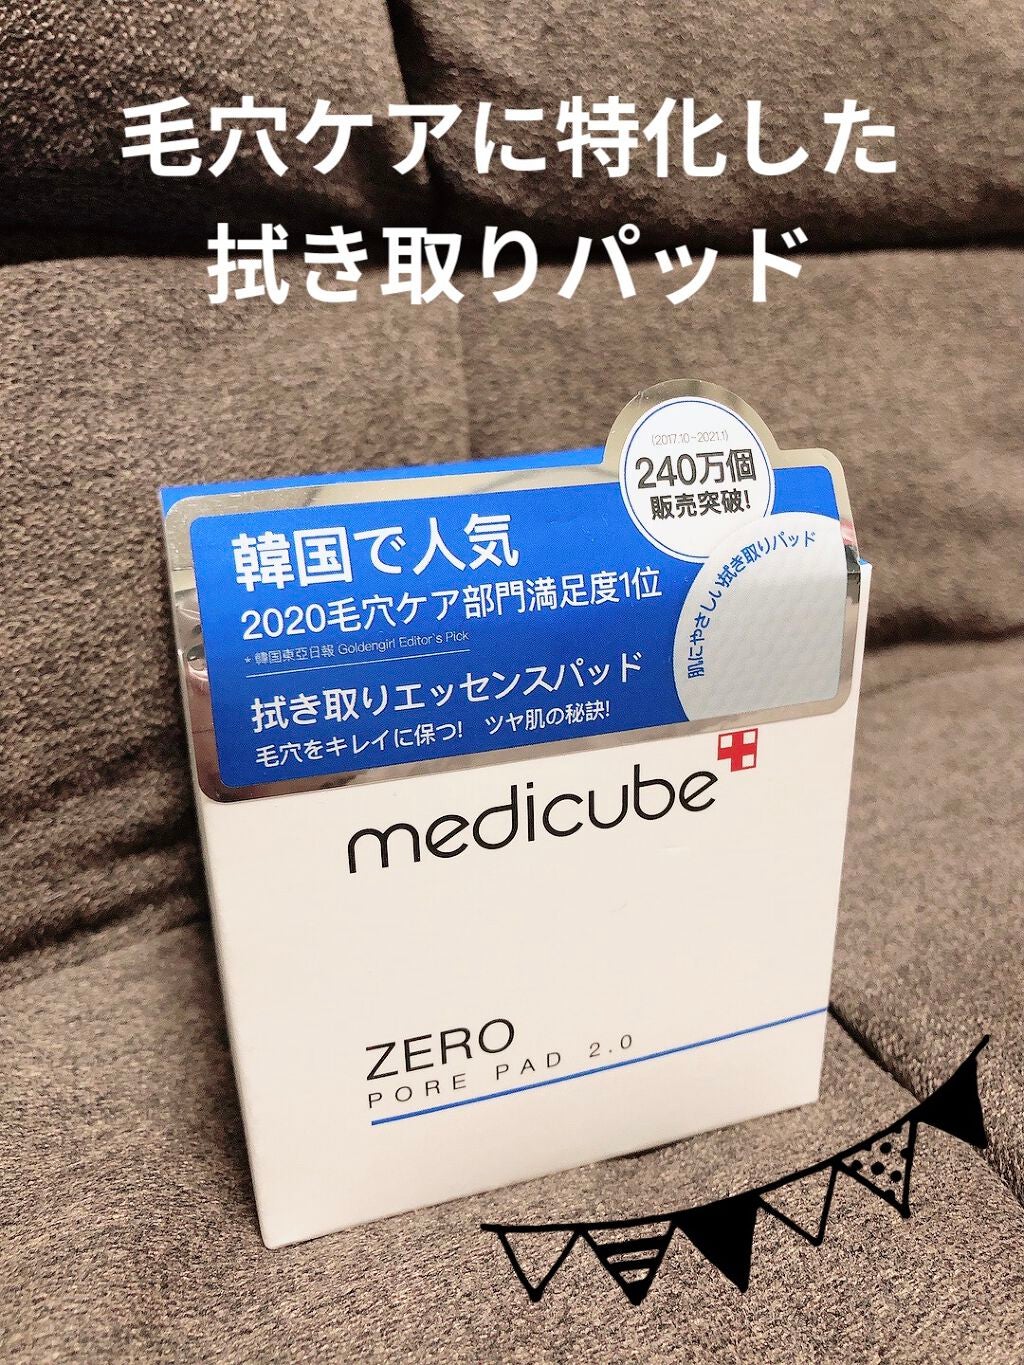 毛穴ケアに特化した
拭き取りパッド
(2017.10~2021.1)
240万個
販売突破!
韓国で人気
2020毛穴ケア部門満足度1位
* 韓国東亞日報 Goldengirl Editor's Pick
拭き取りエッセンスパッド
毛穴をキレイに保つ! ツヤ肌の秘訣!
肌にやさしい拭き取りパッド
medicube
ZERO
PORE PAD 2.0